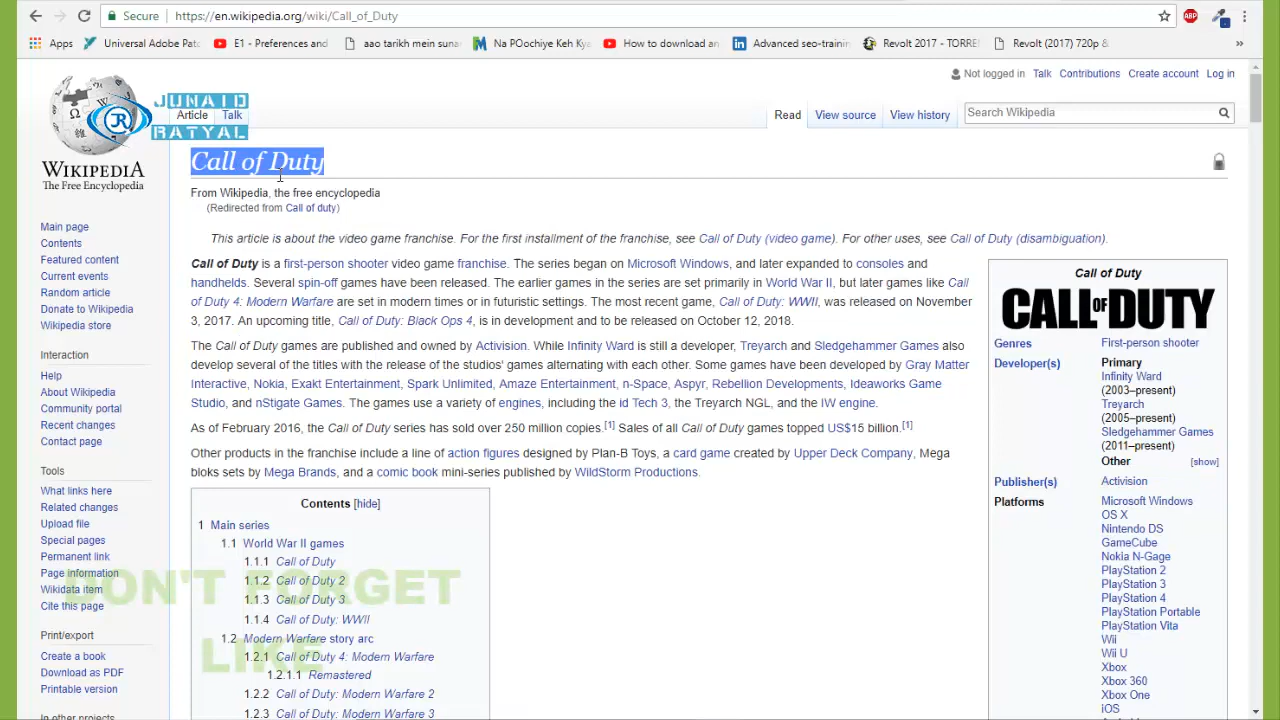 Secure https://en.wikipedia.org/wiki/Call_of_Duty
Apps Universal Adobe Patc E1 - Preferences and aao tarikh mein suna Na POochiye Keh Kya How to download an Advanced seo-training Revolt 2017 - TORRE Revolt (2017) 720p & »
Not logged in Talk Contributions Create account Log in
JUNAID RATYAL
JR
WIKIPEDIA
The Free Encyclopedia
Article Talk
Read View source View history Search Wikipedia
Call of Duty
From Wikipedia, the free encyclopedia
(Redirected from Call of duty)
This article is about the video game franchise. For the first installment of the franchise, see Call of Duty (video game). For other uses, see Call of Duty (disambiguation).
Call of Duty is a first-person shooter video game franchise. The series began on Microsoft Windows, and later expanded to consoles and
handhelds. Several spin-off games have been released. The earlier games in the series are set primarily in World War II, but later games like Call
of Duty 4: Modern Warfare are set in modern times or in futuristic settings. The most recent game, Call of Duty: WWII, was released on November
3, 2017. An upcoming title, Call of Duty: Black Ops 4, is in development and to be released on October 12, 2018.
The Call of Duty games are published and owned by Activision. While Infinity Ward is still a developer, Treyarch and Sledgehammer Games also
develop several of the titles with the release of the studios' games alternating with each other. Some games have been developed by Gray Matter
Interactive, Nokia, Exakt Entertainment, Spark Unlimited, Amaze Entertainment, n-Space, Aspyr, Rebellion Developments, Ideaworks Game
Studio, and nStigate Games. The games use a variety of engines, including the id Tech 3, the Treyarch NGL, and the IW engine.
As of February 2016, the Call of Duty series has sold over 250 million copies.[1] Sales of all Call of Duty games topped US$15 billion.[1]
Other products in the franchise include a line of action figures designed by Plan-B Toys, a card game created by Upper Deck Company, Mega
bloks sets by Mega Brands, and a comic book mini-series published by WildStorm Productions.
Contents [hide]
1 Main series
1.1 World War II games
1.1.1 Call of Duty
1.1.2 Call of Duty 2
1.1.3 Call of Duty 3
1.1.4 Call of Duty: WWII
1.2 Modern Warfare story arc
1.2.1 Call of Duty 4: Modern Warfare
1.2.1.1 Remastered
1.2.2 Call of Duty: Modern Warfare 2
1.2.3 Call of Duty: Modern Warfare 3
Call of Duty
CALL OF DUTY
Genres First-person shooter
Developer(s) Primary
Infinity Ward
(2003–present)
Treyarch
(2005–present)
Sledgehammer Games
(2011–present)
Other [show]
Publisher(s) Activision
Platforms Microsoft Windows
OS X
Nintendo DS
GameCube
Nokia N-Gage
PlayStation 2
PlayStation 3
PlayStation 4
PlayStation Portable
PlayStation Vita
Wii
Wii U
Xbox
Xbox 360
Xbox One
iOS
Main page
Contents
Featured content
Current events
Random article
Donate to Wikipedia
Wikipedia store
Interaction
Help
About Wikipedia
Community portal
Recent changes
Contact page
Tools
What links here
Related changes
Upload file
Special pages
Permanent link
Page information
Wikidata item
Cite this page
Print/export
Create a book
Download as PDF
Printable version
In other projects
DON'T FORGET
LIKE